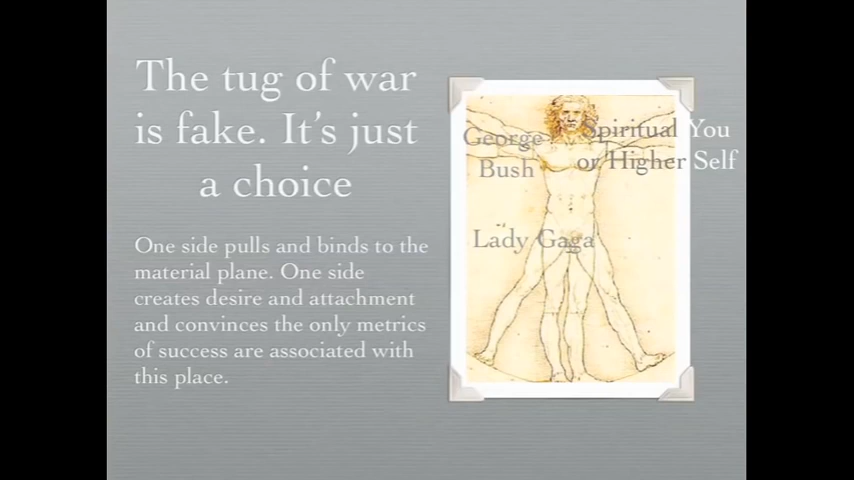 The tug of war
is fake. It's just
a choice
One side pulls and binds to the
material plane. One side
creates desire and attachment
and convinces the only metrics
of success are associated with
this place.
George
Bush
Spiritual You
or Higher Self
Lady Gaga